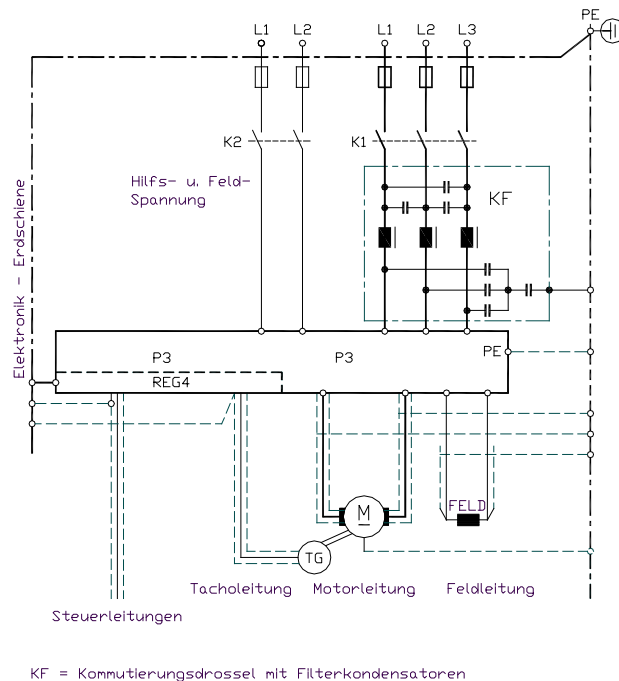 PE
L1 L2 L1 L2 L3
K2 K1
Hilfs- u. Feld-
Spannung
KF
Elektronik - Erdschiene
P3 P3 PE
REG4
M
FELD
TG
Tacholeitung Motorleitung Feldleitung
Steuerleitungen
KF = Kommutierungsdrossel mit Filterkondensatoren